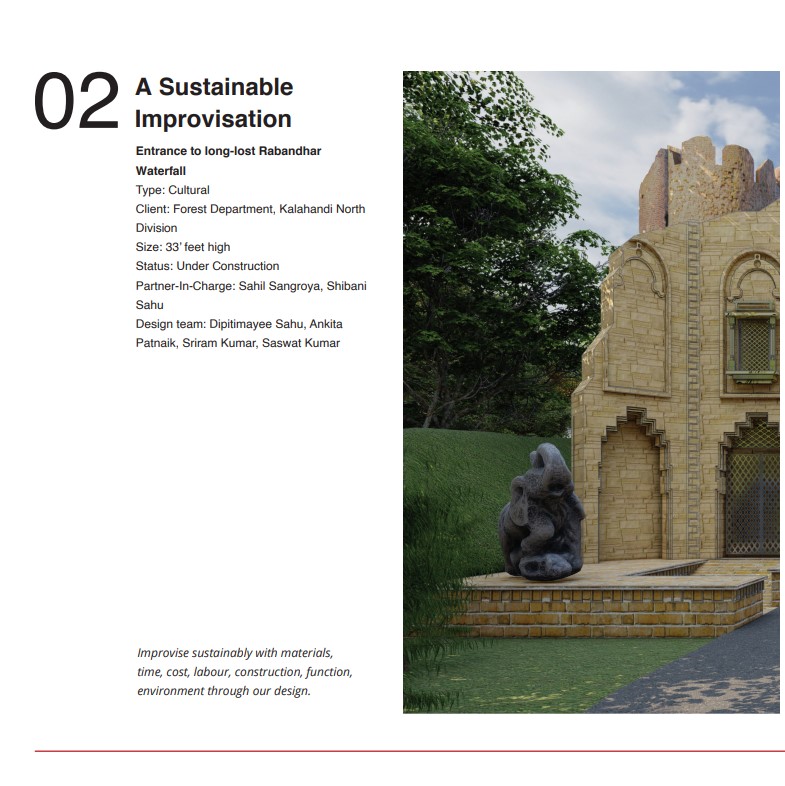 02
A Sustainable
Improvisation
Entrance to long-lost Rabandhar
Waterfall
Type: Cultural
Client: Forest Department, Kalahandi North
Division
Size: 33' feet high
Status: Under Construction
Partner-In-Charge: Sahil Sangroya, Shibani
Sahu
Design team: Dipitimayee Sahu, Ankita
Patnaik, Sriram Kumar, Saswat Kumar
Improvise sustainably with materials,
time, cost, labour, construction, function,
environment through our design.